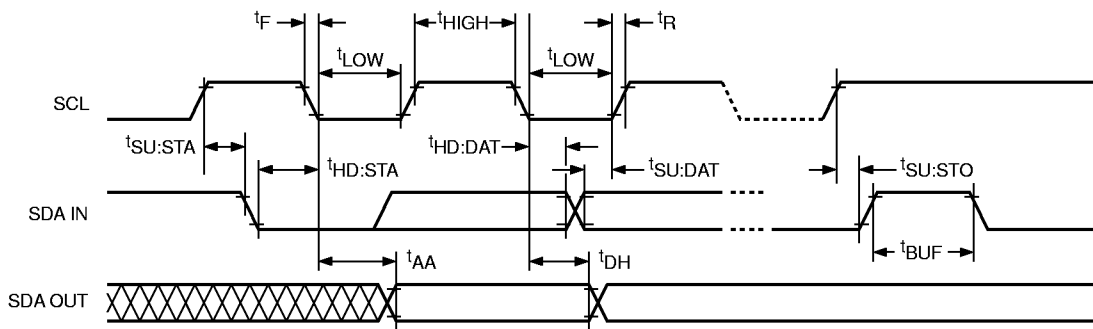 tF
tHIGH
tR
tLOW
tLOW
SCL
tSU:STA
tHD:STA
tHD:DAT
tSU:DAT
tSU:STO
SDA IN
tBUF
tAA
tDH
SDA OUT